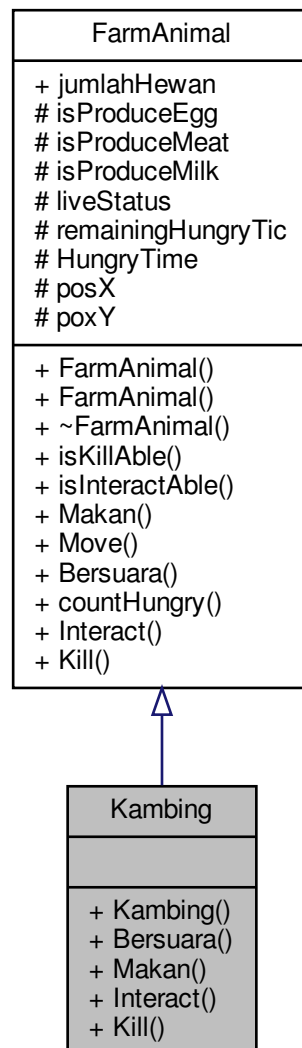 FarmAnimal
+ jumlahHewan
# isProduceEgg
# isProduceMeat
# isProduceMilk
# liveStatus
# remainingHungryTic
# HungryTime
# posX
# poxY
+ FarmAnimal()
+ FarmAnimal()
+ ~FarmAnimal()
+ isKillAble()
+ isInteractAble()
+ Makan()
+ Move()
+ Bersuara()
+ countHungry()
+ Interact()
+ Kill()
Kambing
+ Kambing()
+ Bersuara()
+ Makan()
+ Interact()
+ Kill()